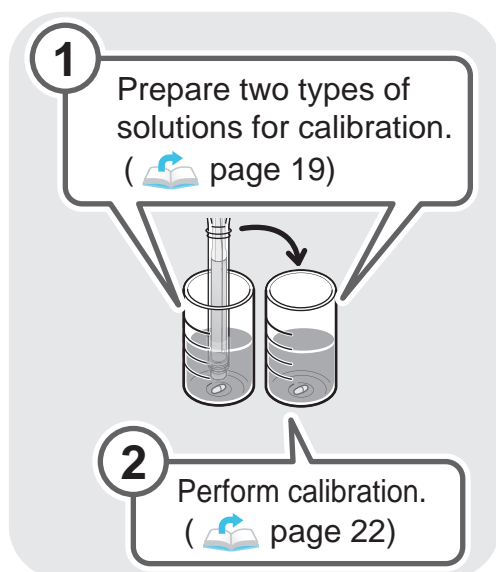 1
Prepare two types of
solutions for calibration.
( page 19)
2
Perform calibration.
( page 22)